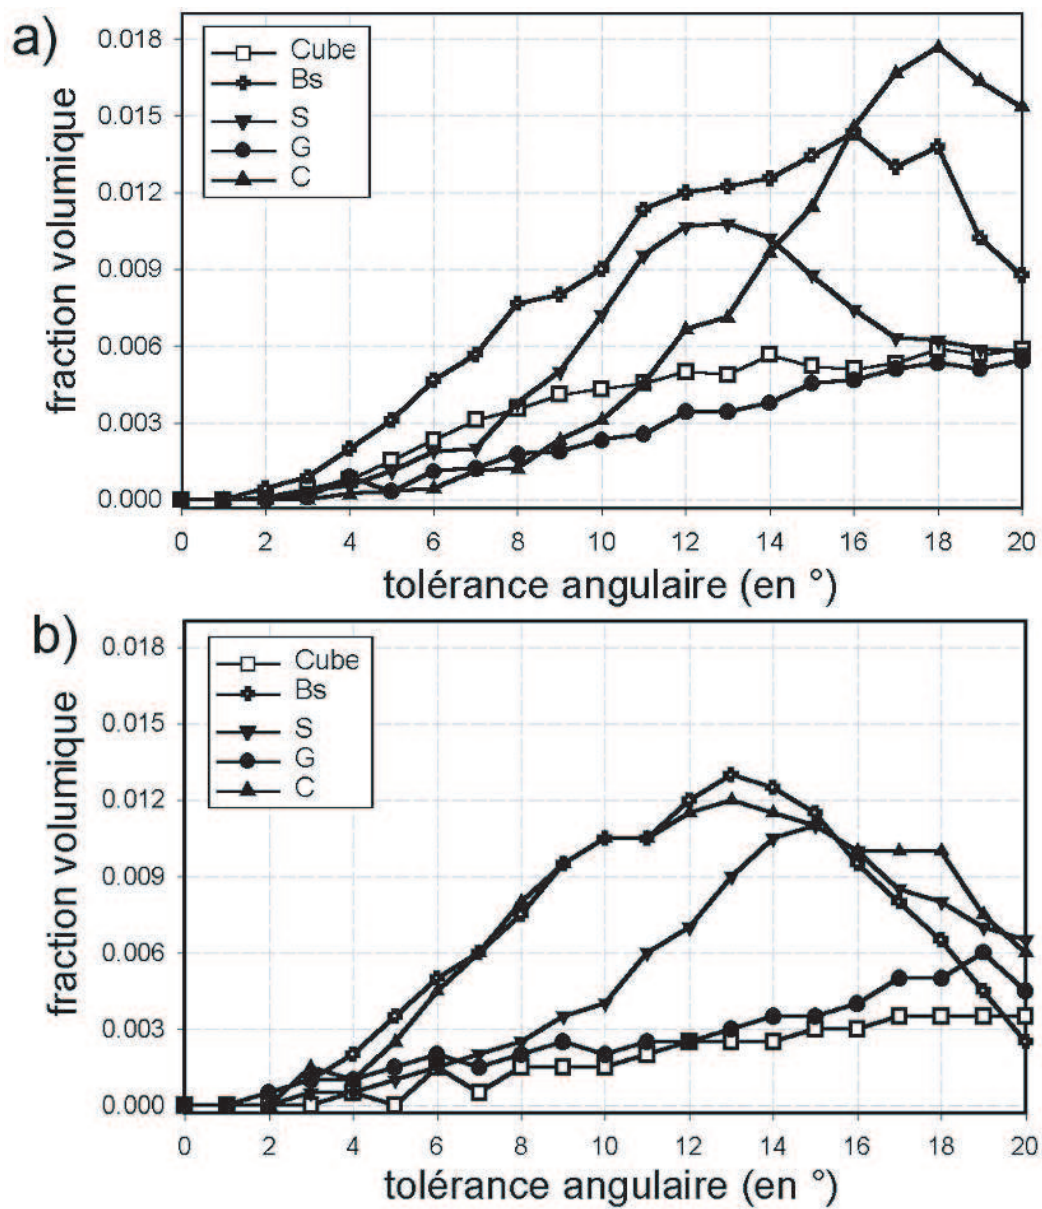 a)
fraction volumique
0.018
0.015
0.012
0.009
0.006
0.003
0.000
Cube
Bs
S
G
C
0 2 4 6 8 10 12 14 16 18 20
tolérance angulaire (en °)
b)
fraction volumique
0.018
0.015
0.012
0.009
0.006
0.003
0.000
Cube
Bs
S
G
C
0 2 4 6 8 10 12 14 16 18 20
tolérance angulaire (en °)